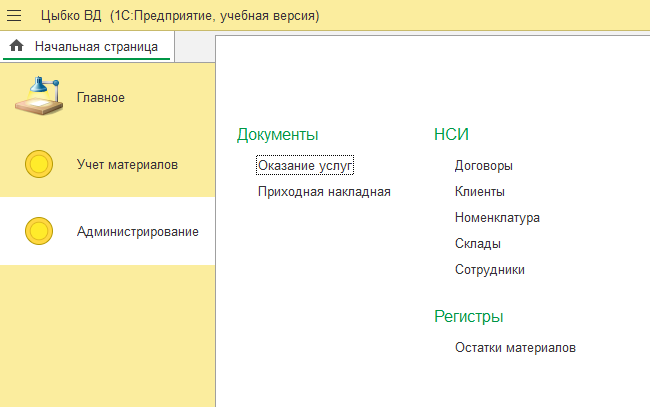 Цыбко ВД (1С:Предприятие, учебная версия)
Начальная страница
Главное
Учет материалов
Администрирование
Документы
Оказание услуг
Приходная накладная
НСИ
Договоры
Клиенты
Номенклатура
Склады
Сотрудники
Регистры
Остатки материалов